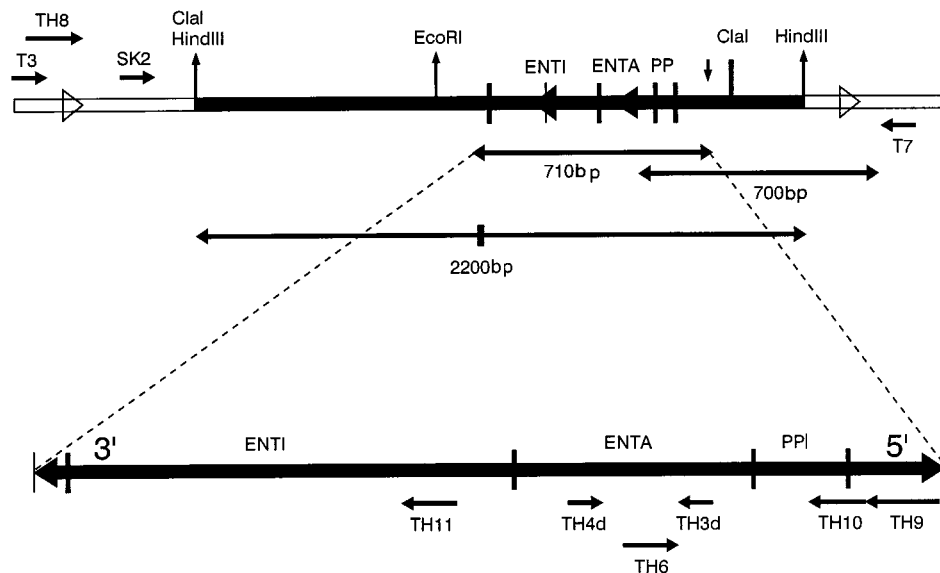 TH8
T3
SK2
ClaI
HindIII
EcoRI
ENTI
ENTA
PP
ClaI
HindIII
T7
710bp
700bp
2200bp
3'
ENTI
ENTA
PP|
5'
TH11
TH4d
TH3d
TH10
TH9
TH6